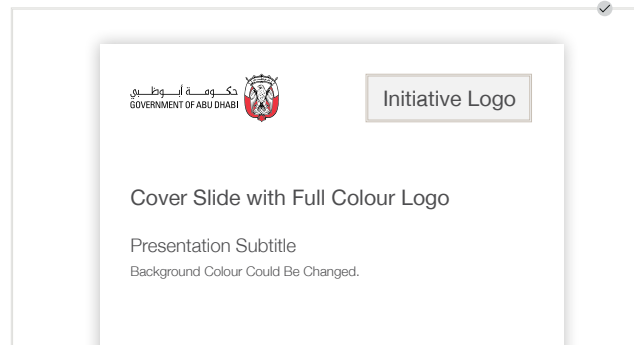 حكومة أبوظبي
GOVERNMENT OF ABU DHABI
Initiative Logo
Cover Slide with Full Colour Logo
Presentation Subtitle
Background Colour Could Be Changed.